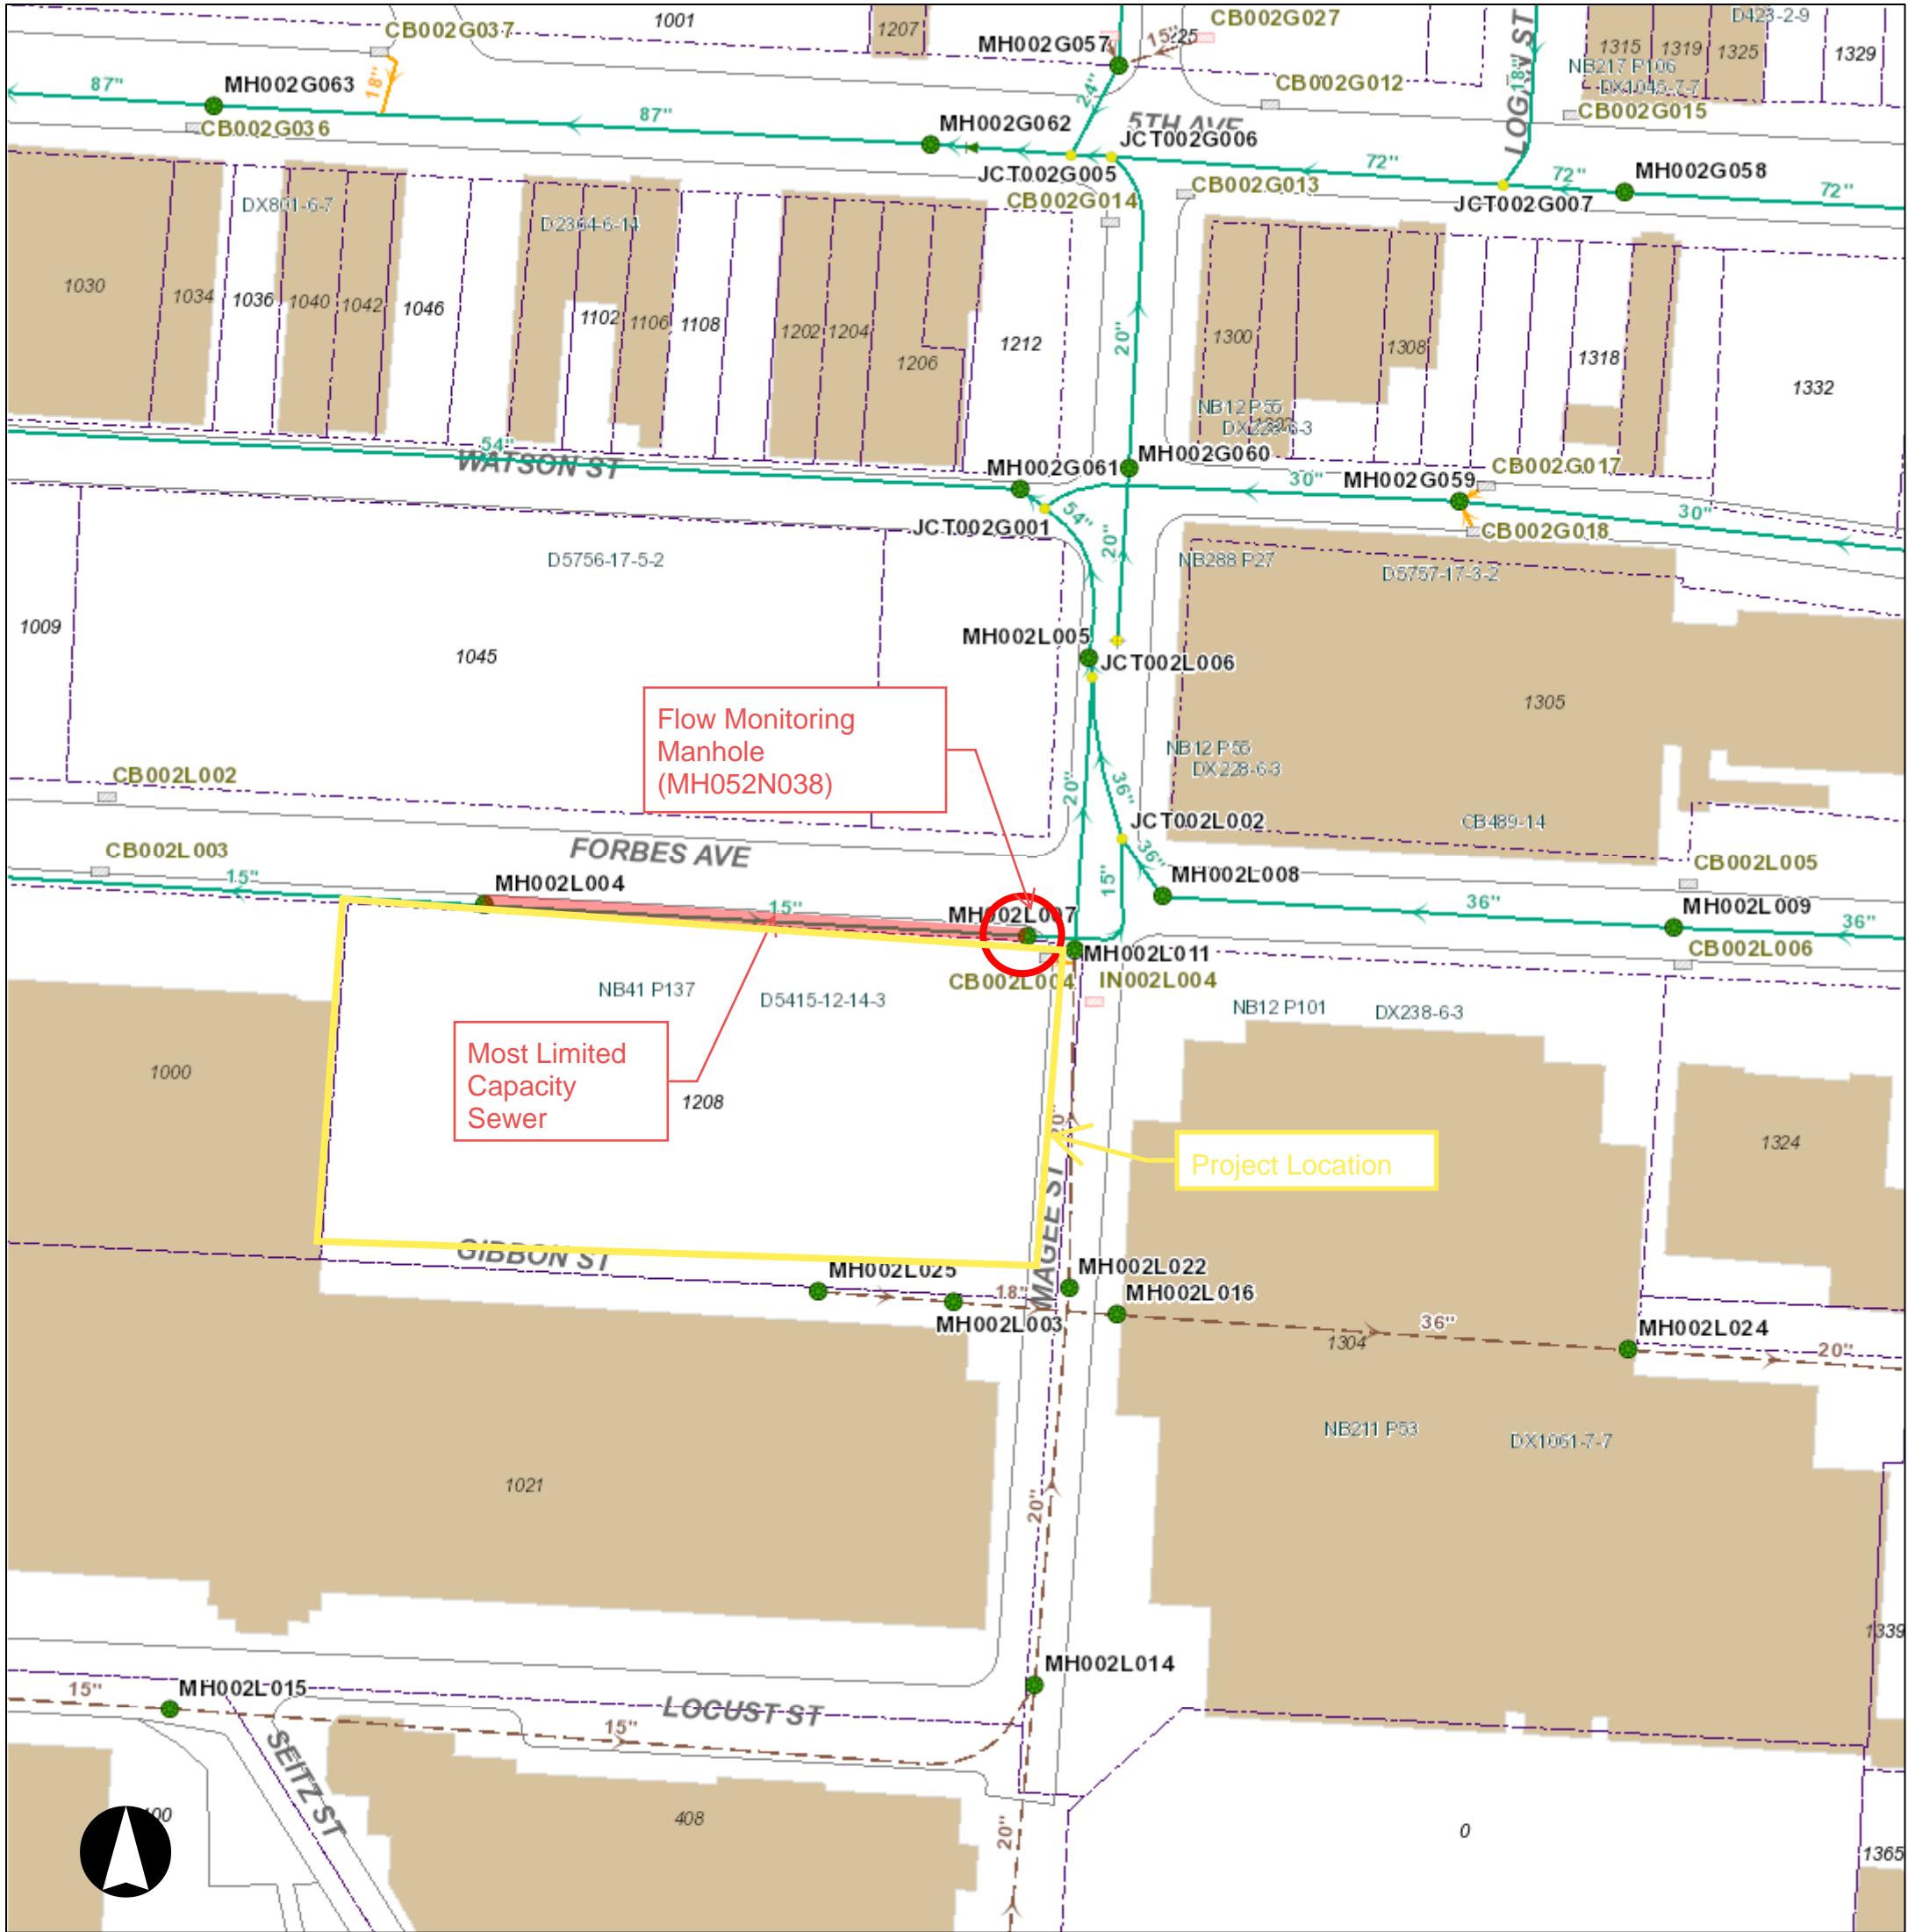 CB002G037
1001
1207
MH002G057
15"
CB002G027
LOGAN ST
1315
1319
1325
1329
NB217 P106
DX1045-7-7
87"
MH002G063
18"
CB002G036
87"
MH002G062
24"
5TH AVE
CB002G012
18"
CB002G015
JCT002G006
JCT002G005
72"
72"
MH002G058
72"
CB002G014
CB002G013
JCT002G007
DX801-6-7
D2364-6-14
1030
1034
1036
1040
1042
1046
1102
1106
1108
1202
1204
1206
1212
20"
1300
1308
1318
1332
NB12 P55
DX228-6-3
54"
WATSON ST
MH002G061
MH002G060
MH002G059
CB002G017
30"
30"
JCT002G001
54"
20"
CB002G018
D5756-17-5-2
NB288 P27
D5757-17-3-2
1009
1045
MH002L005
JCT002L006
1305
Flow Monitoring
Manhole
(MH052N038)
NB12 P55
DX228-6-3
CB002L002
20"
36"
JCT002L002
CB489-14
FORBES AVE
CB002L003
15"
MH002L004
15"
MH002L007
15"
36"
MH002L008
CB002L005
36"
MH002L009
36"
MH002L011
CB002L004
IN002L004
CB002L006
NB41 P137
D5415-12-14-3
NB12 P101
DX238-6-3
Most Limited
Capacity
Sewer
1000
1208
20"
1324
Project Location
MAGEE ST
GIBBON ST
MH002L025
18"
MH002L003
MH002L022
MH002L016
1304
36"
MH002L024
20"
NB211 P53
DX1061-7-7
1021
20"
1339
MH002L014
15"
MH002L015
LOCUST ST
15"
SEITZ ST
408
20"
0
1365